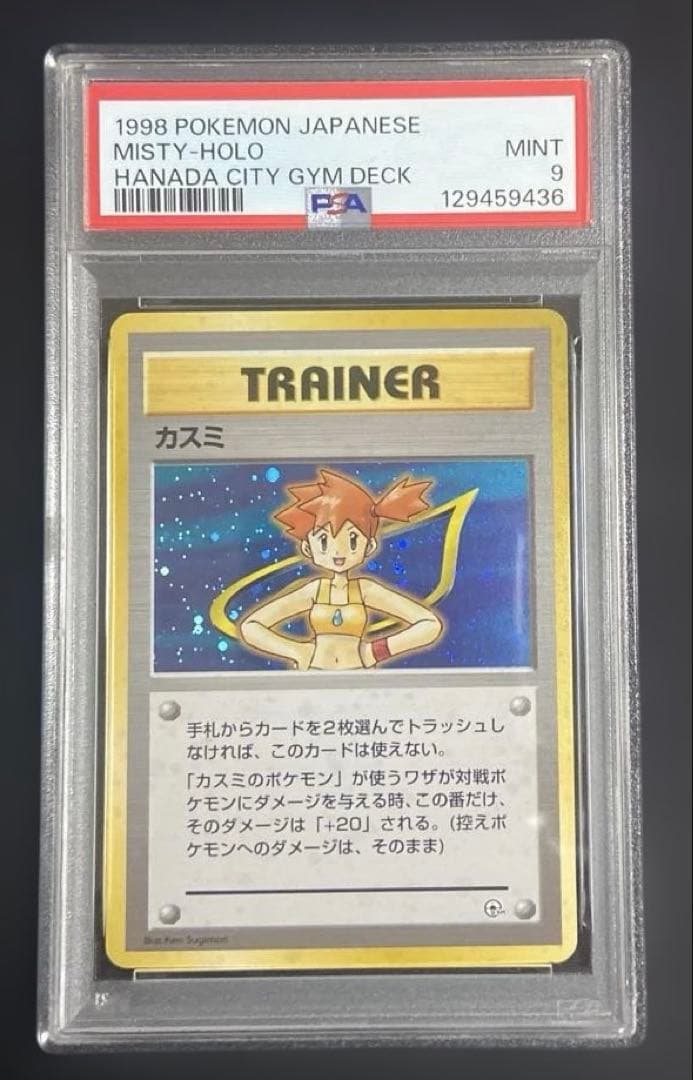 1998 POKEMON JAPANESE
MISTY-HOLO MINT
HANADA CITY GYM DECK 9
PSA 129459436
TRAINER
カスミ
手札からカードを2枚選んでトラッシュし
なければ、このカードは使えない。
「カスミのポケモン」が使うワザが対戦ポ
ケモンにダメージを与える時、この番だけ、
そのダメージは「+20」される。(控えポ
ケモンへのダメージは、そのまま)
Illus. Ken Sugimori